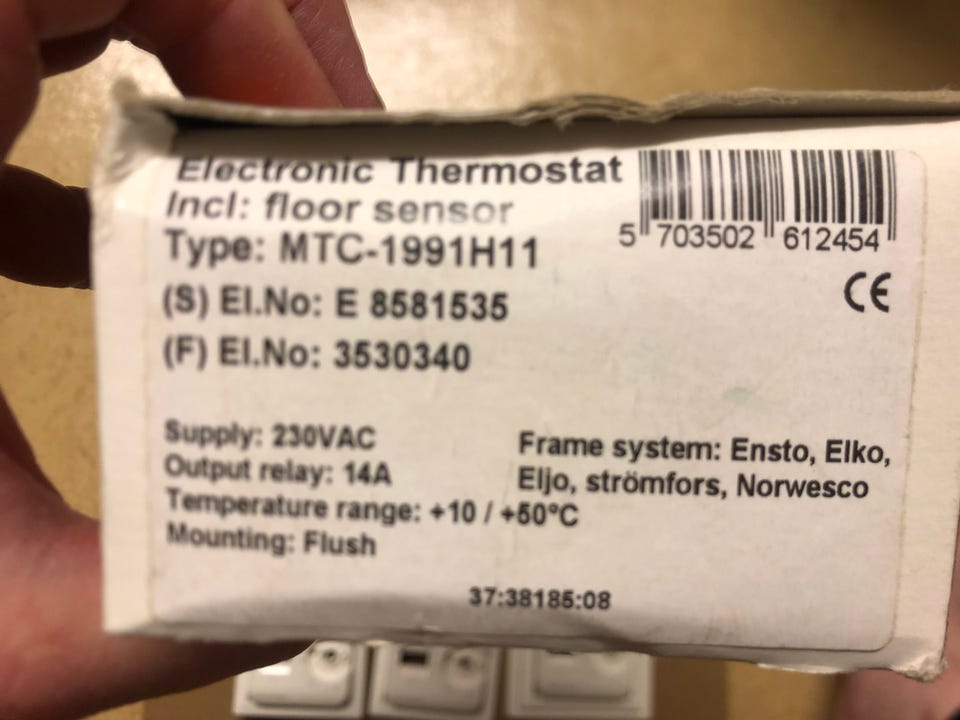 Electronic Thermostat
Incl: floor sensor
Type: MTC-1991H11
(S) El.No: E 8581535
(F) El.No: 3530340
5 703502 612454
CE
Supply: 230VAC
Output relay: 14A
Temperature range: +10 / +50°C
Mounting: Flush
Frame system: Ensto, Elko,
Eljo, strömfors, Norwesco
37:38185:08